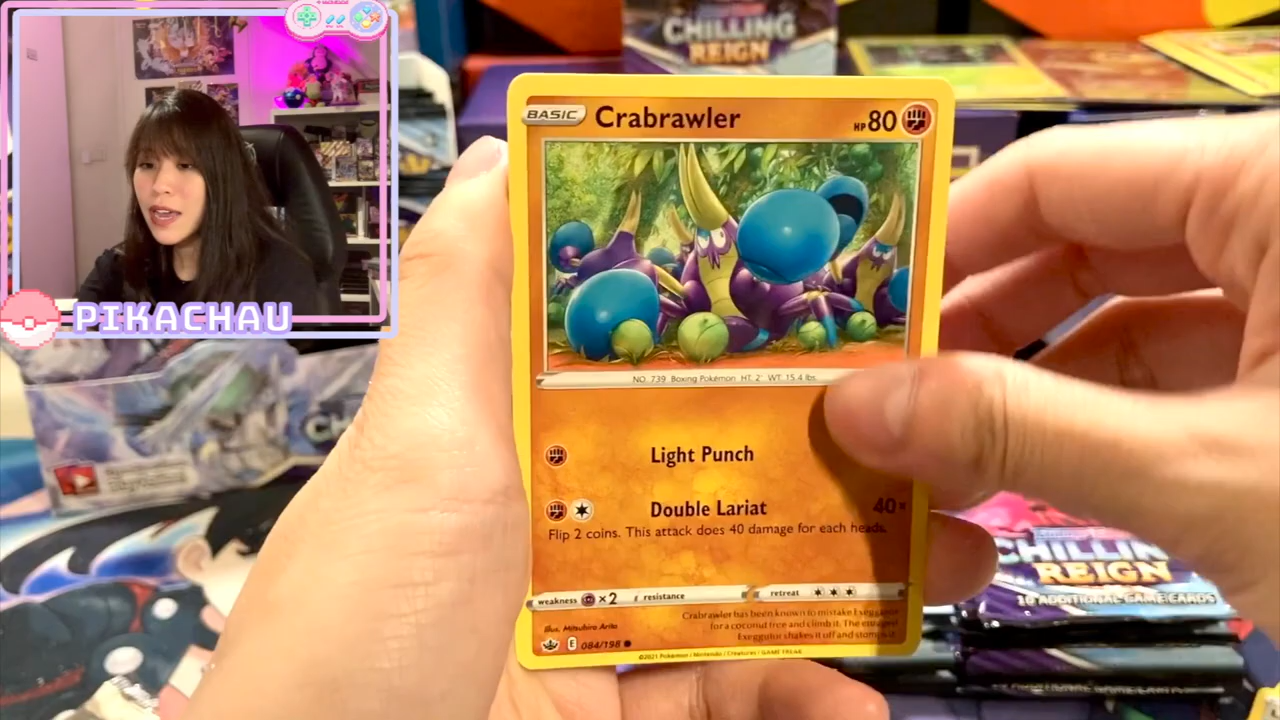 CHILLING
REIGN
BASIC Crabrawler HP 80
NO. 739 Boxing Pokémon HT: 2' WT: 15.4 lbs.
PIKACHAU
Light Punch
Double Lariat 40×
Flip 2 coins. This attack does 40 damage for each heads.
weakness ×2 resistance retreat
Crabrawler has been known to mistake Exeggutor
for a coconut tree and climb it. The enraged
Exeggutor shakes it off and stomps it.
Illus. Mitsuhiro Arita
E 084/198
©2021 Pokémon / Nintendo / Creatures / GAME FREAK
CHILLIN
REIGN
10 ADDITIONAL GAME CARDS